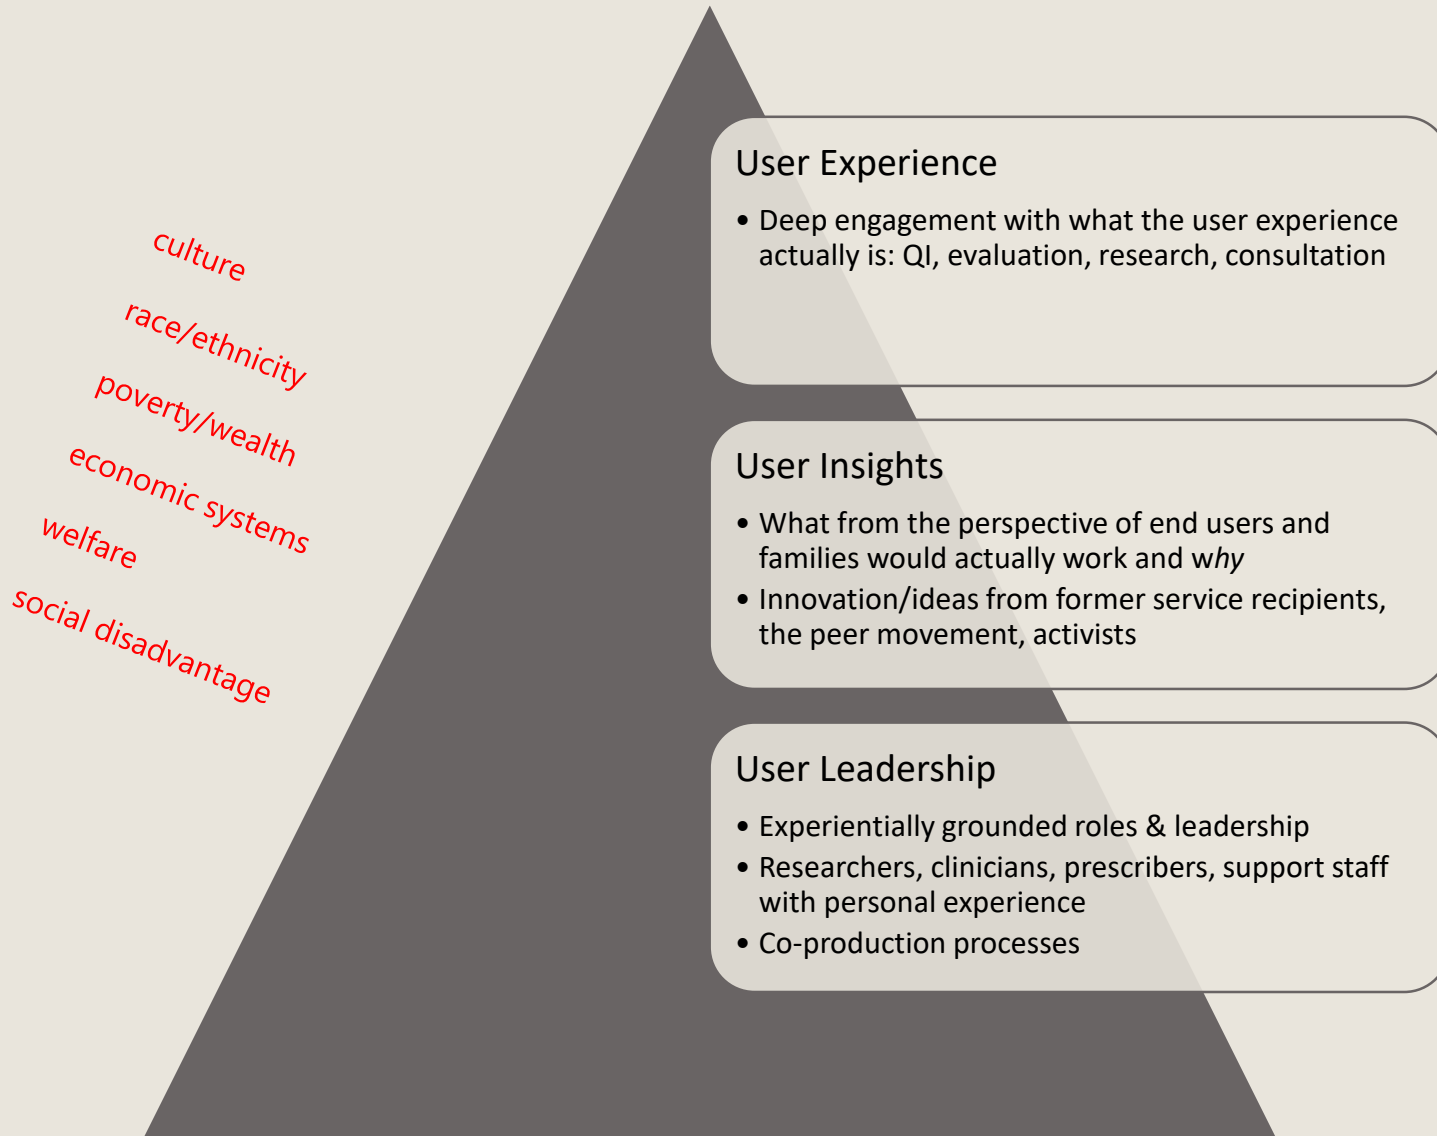 culture
race/ethnicity
poverty/wealth
economic systems
welfare
social disadvantage
User Experience
• Deep engagement with what the user experience
actually is: QI, evaluation, research, consultation
User Insights
• What from the perspective of end users and
families would actually work and why
• Innovation/ideas from former service recipients,
the peer movement, activists
User Leadership
• Experientially grounded roles & leadership
• Researchers, clinicians, prescribers, support staff
with personal experience
• Co-production processes